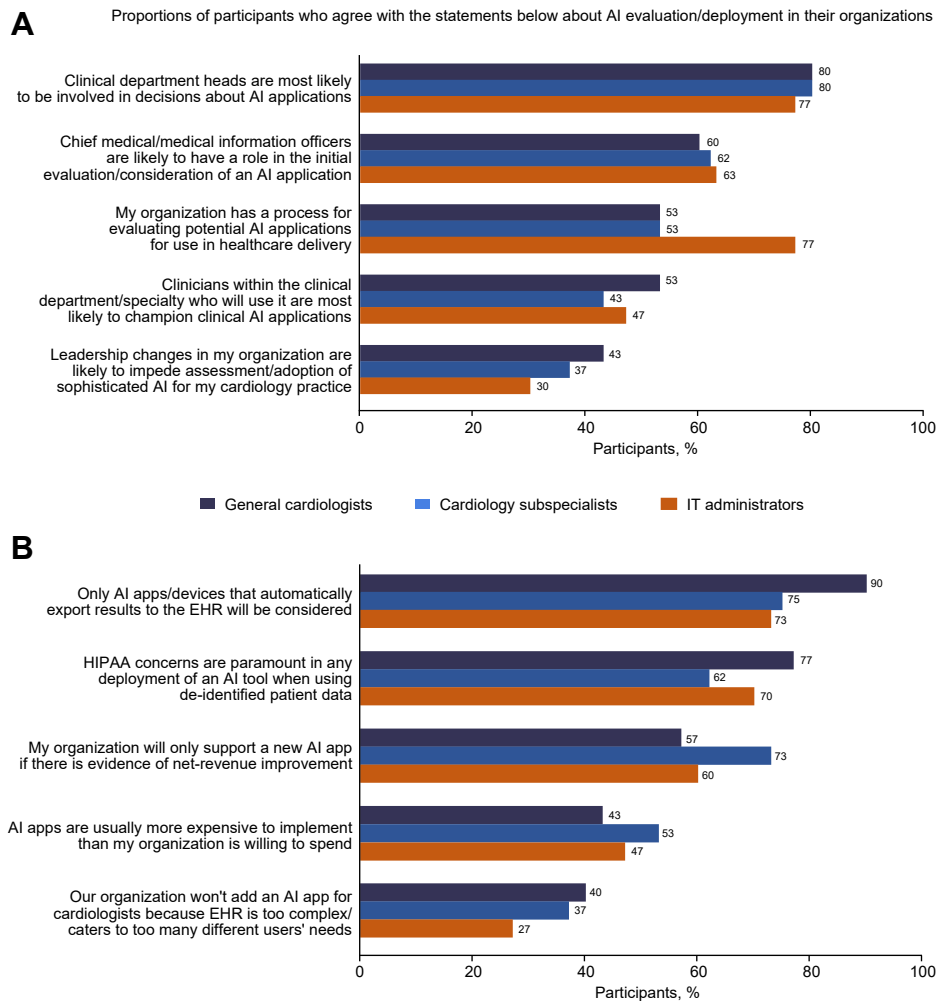 Proportions of participants who agree with the statements below about AI evaluation/deployment in their organizations
A
Clinical department heads are most likely
to be involved in decisions about AI applications
80
80
77
Chief medical/medical information officers
are likely to have a role in the initial
evaluation/consideration of an AI application
60
62
63
My organization has a process for
evaluating potential AI applications
for use in healthcare delivery
53
53
77
Clinicians within the clinical
department/specialty who will use it are most
likely to champion clinical AI applications
53
43
47
Leadership changes in my organization are
likely to impede assessment/adoption of
sophisticated AI for my cardiology practice
43
37
30
0 20 40 60 80 100
Participants, %
General cardiologists Cardiology subspecialists IT administrators
B
Only AI apps/devices that automatically
export results to the EHR will be considered
90
75
73
HIPAA concerns are paramount in any
deployment of an AI tool when using
de-identified patient data
77
62
70
My organization will only support a new AI app
if there is evidence of net-revenue improvement
57
73
60
AI apps are usually more expensive to implement
than my organization is willing to spend
43
53
47
Our organization won't add an AI app for
cardiologists because EHR is too complex/
caters to too many different users' needs
40
37
27
0 20 40 60 80 100
Participants, %